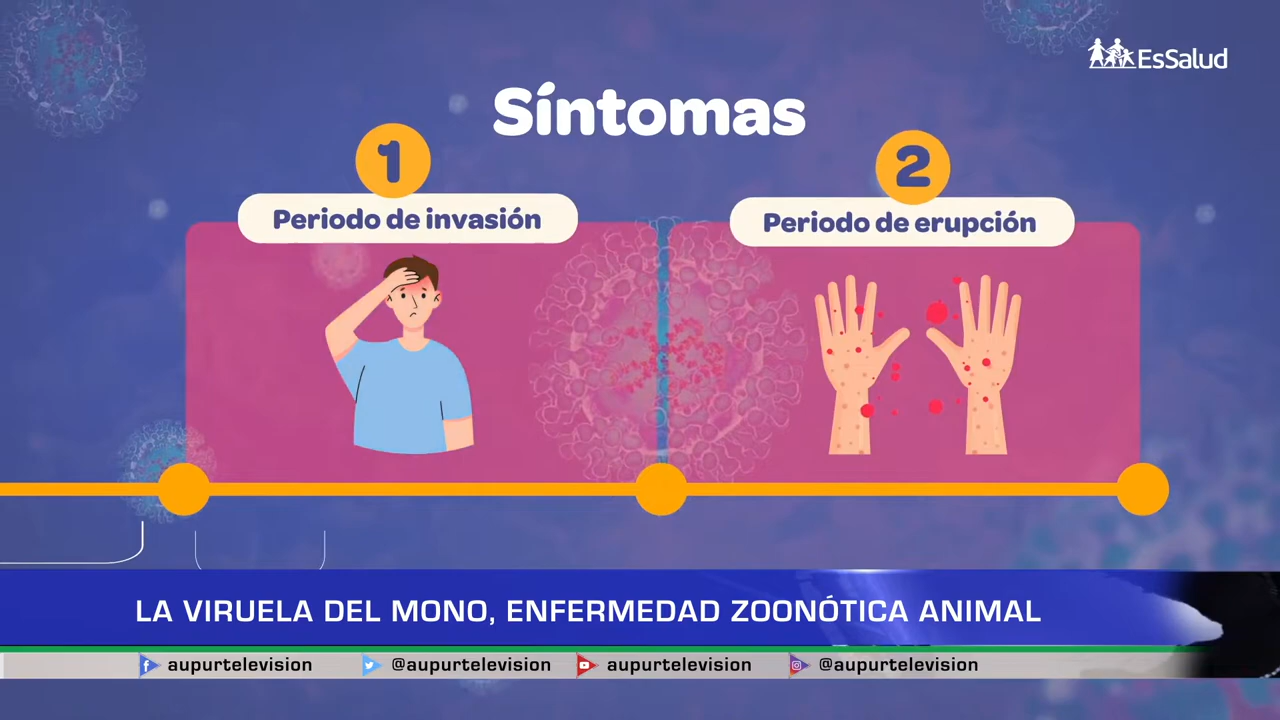 EsSalud
Síntomas
1
2
Periodo de invasión
Periodo de erupción
LA VIRUELA DEL MONO, ENFERMEDAD ZOONÓTICA ANIMAL
aupurtelevision @aupurtelevision aupurtelevision @aupurtelevision